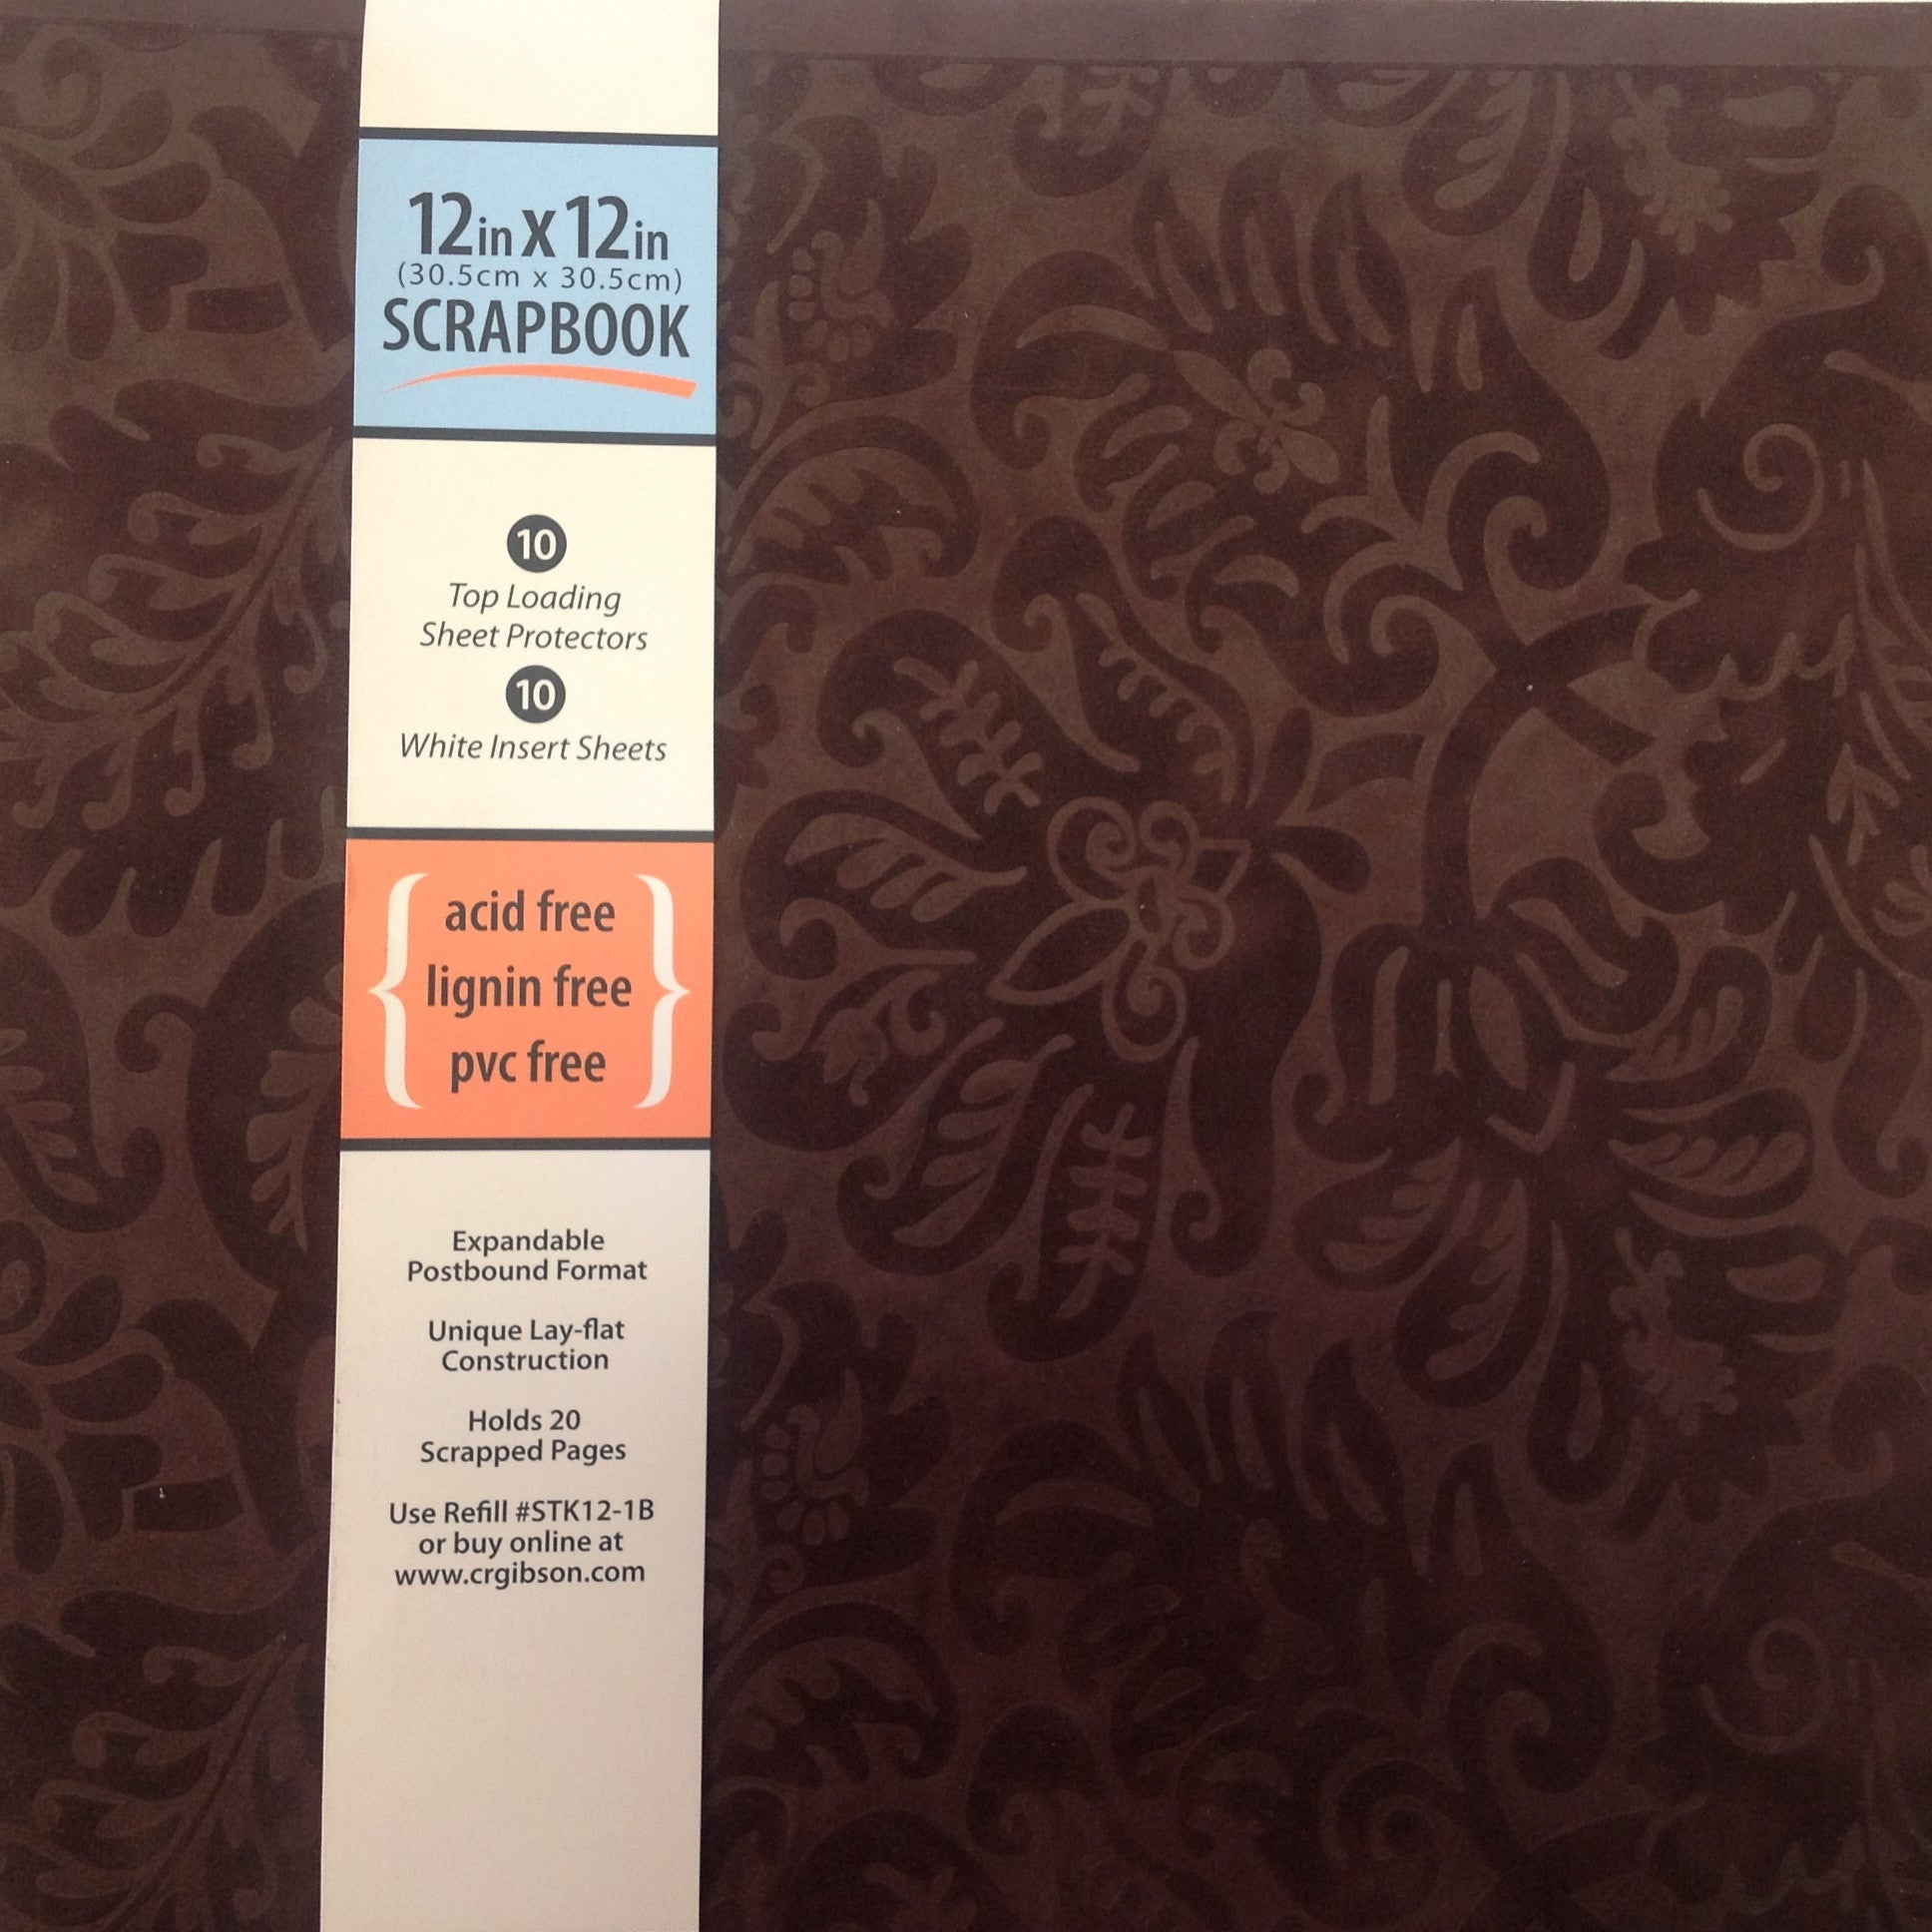 12in x 12in
(30.5cm x 30.5cm)
SCRAPBOOK
10
Top Loading
Sheet Protectors
10
White Insert Sheets
acid free
lignin free
pvc free
Expandable
Postbound Format
Unique Lay-flat
Construction
Holds 20
Scrapped Pages
Use Refill #STK12-1B
or buy online at
www.crgibson.com